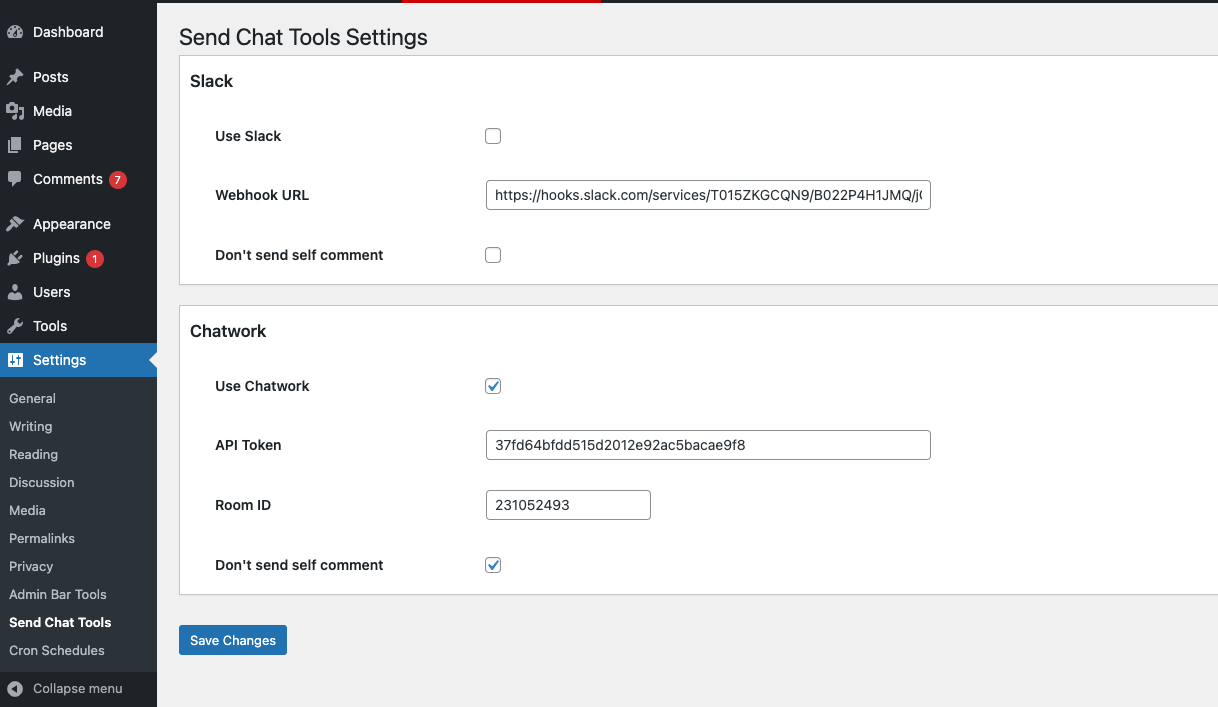 Dashboard
Posts
Media
Pages
Comments 7
Appearance
Plugins 1
Users
Tools
Settings
General
Writing
Reading
Discussion
Media
Permalinks
Privacy
Admin Bar Tools
Send Chat Tools
Cron Schedules
Collapse menu
Send Chat Tools Settings
Slack
Use Slack
Webhook URL https://hooks.slack.com/services/T015ZKGCQN9/B022P4H1JMQ/j
Don't send self comment
Chatwork
Use Chatwork
API Token 37fd64bfdd515d2012e92ac5bacae9f8
Room ID 231052493
Don't send self comment
Save Changes